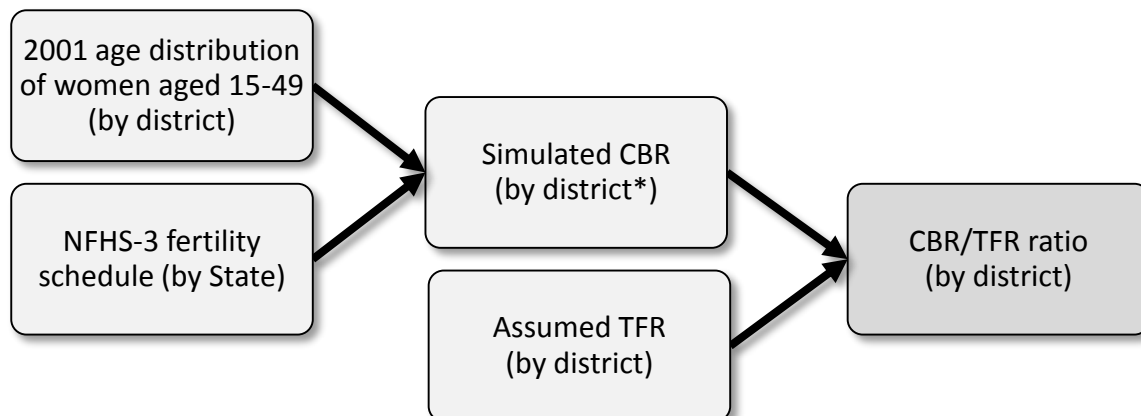 2001 age distribution
of women aged 15-49
(by district)
NFHS-3 fertility
schedule (by State)
Simulated CBR
(by district*)
Assumed TFR
(by district)
CBR/TFR ratio
(by district)